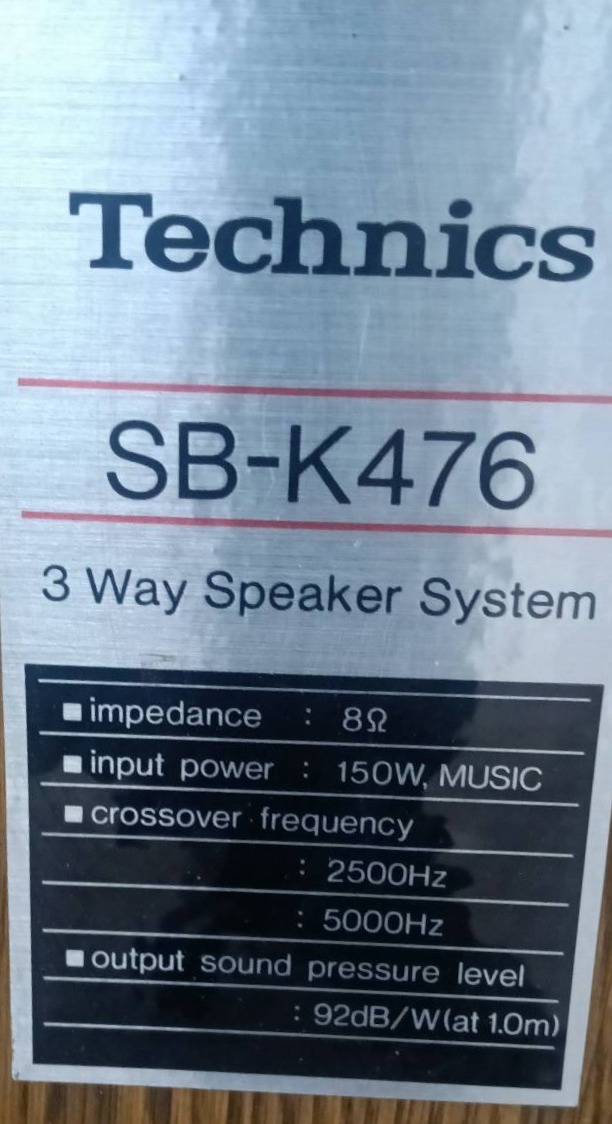 Technics
SB-K476
3 Way Speaker System
■ impedance : 8Ω
■ input power : 150W, MUSIC
■ crossover frequency
: 2500Hz
: 5000Hz
■ output sound pressure level
: 92dB/W(at 1.0m)